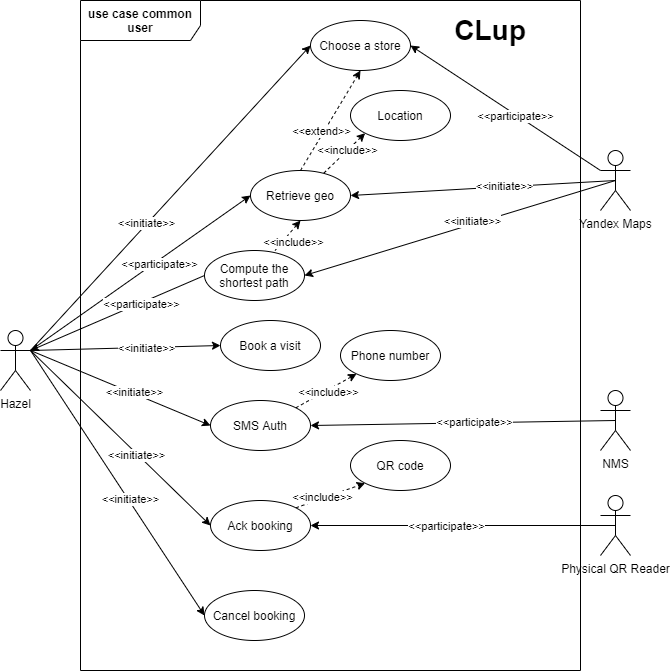 use case common
user
CLup
Choose a store
<<participate>>
Location
<<extend>>
<<include>>
Retrieve geo
<<initiate>>
Yandex Maps
<<initiate>>
<<initiate>>
<<include>>
<<participate>>
Compute the
shortest path
<<participate>>
Book a visit
<<initiate>>
Phone number
Hazel
<<initiate>>
<<include>>
SMS Auth
<<participate>>
NMS
<<initiate>>
QR code
<<initiate>>
<<include>>
Ack booking
<<participate>>
Physical QR Reader
Cancel booking